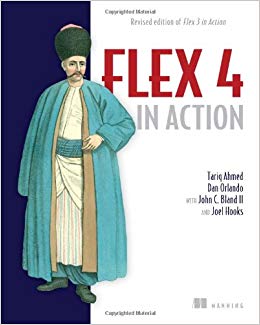 Revised edition of Flex 3 in Action
FLEX 4
IN ACTION
Tariq Ahmed
Dan Orlando
WITH John C. Bland II
AND Joel Hooks
MANNING